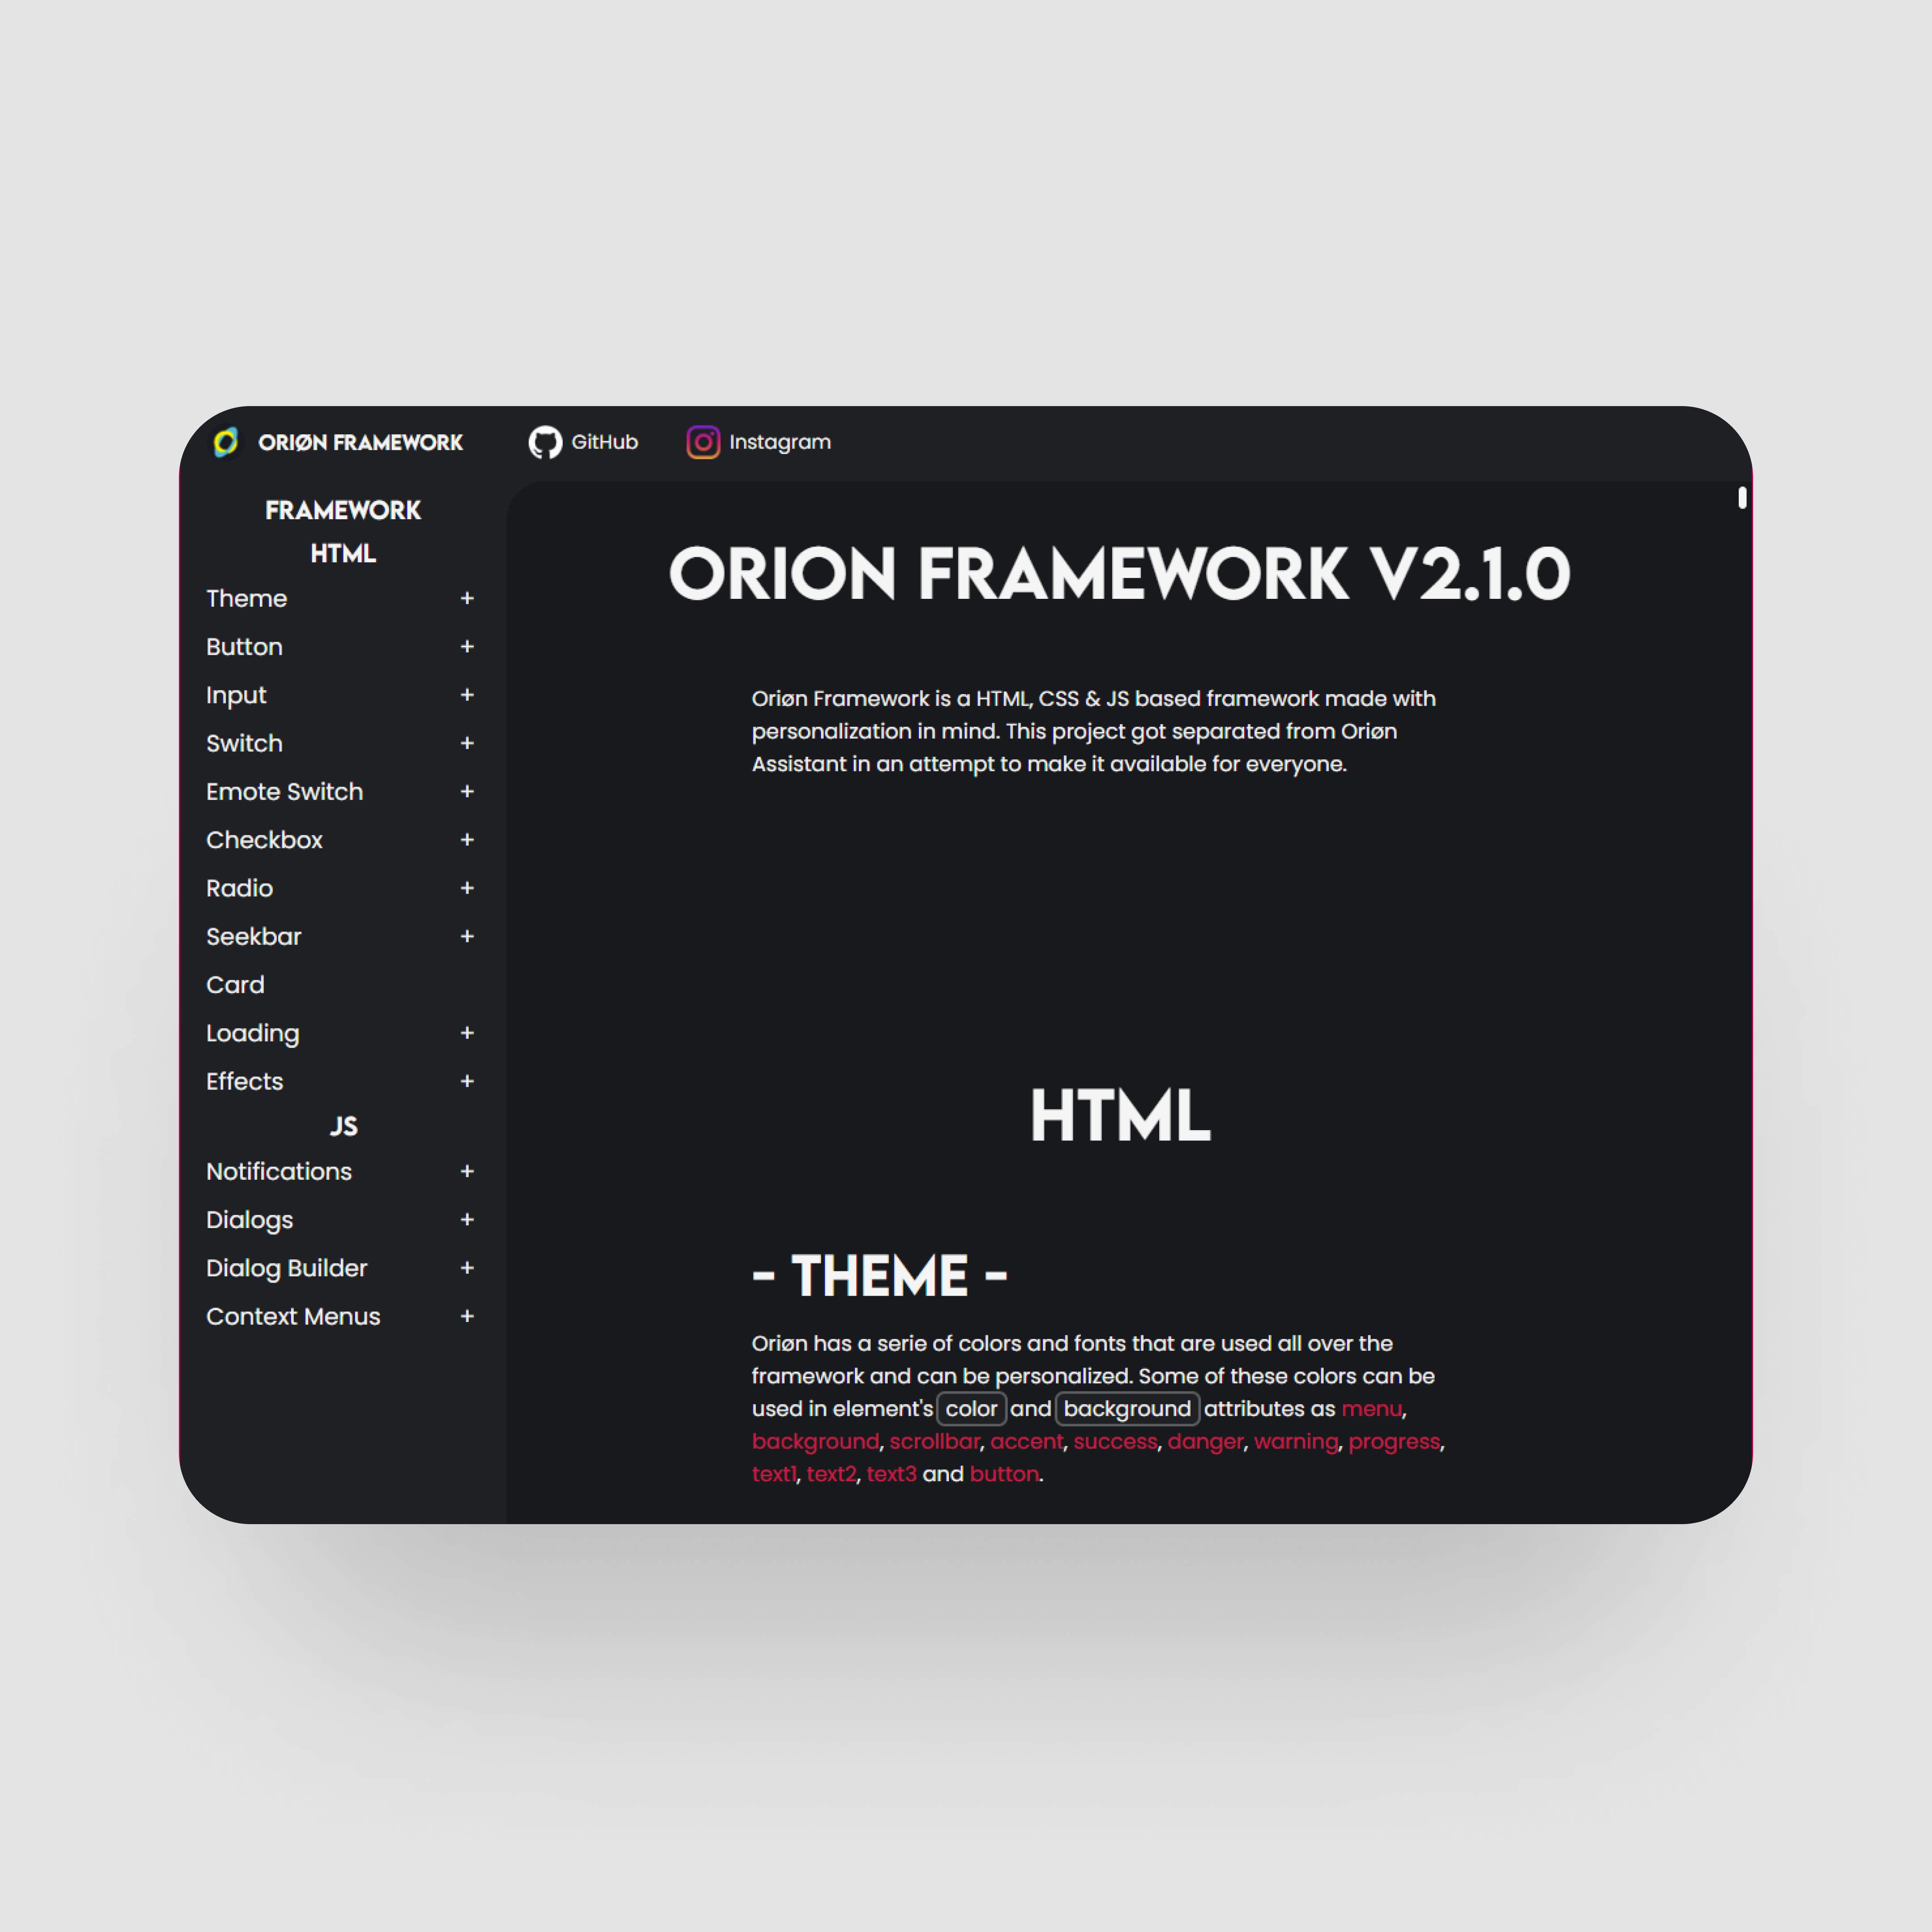 ORIØN FRAMEWORK
GitHub
Instagram
FRAMEWORK
HTML
Theme +
Button +
Input +
Switch +
Emote Switch +
Checkbox +
Radio +
Seekbar +
Card
Loading +
Effects +
JS
Notifications +
Dialogs +
Dialog Builder +
Context Menus +
ORION FRAMEWORK V2.1.0
Oriøn Framework is a HTML, CSS & JS based framework made with
personalization in mind. This project got separated from Oriøn
Assistant in an attempt to make it available for everyone.
HTML
- THEME -
Oriøn has a serie of colors and fonts that are used all over the
framework and can be personalized. Some of these colors can be
used in element's color and background attributes as menu,
background, scrollbar, accent, success, danger, warning, progress,
text1, text2, text3 and button.